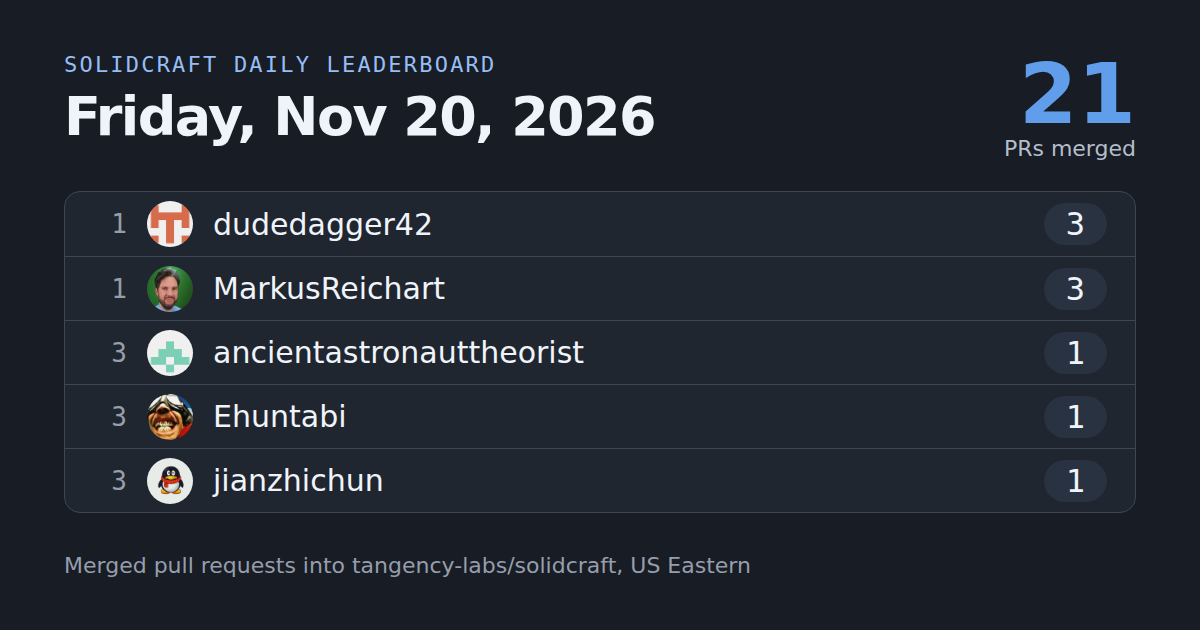 SOLIDCRAFT DAILY LEADERBOARD
Friday, Nov 20, 2026
21
PRs merged
1 dudedagger42 3
1 MarkusReichart 3
3 ancientastronauttheorist 1
3 Ehuntabi 1
3 jianzhichun 1
Merged pull requests into tangency-labs/solidcraft, US Eastern